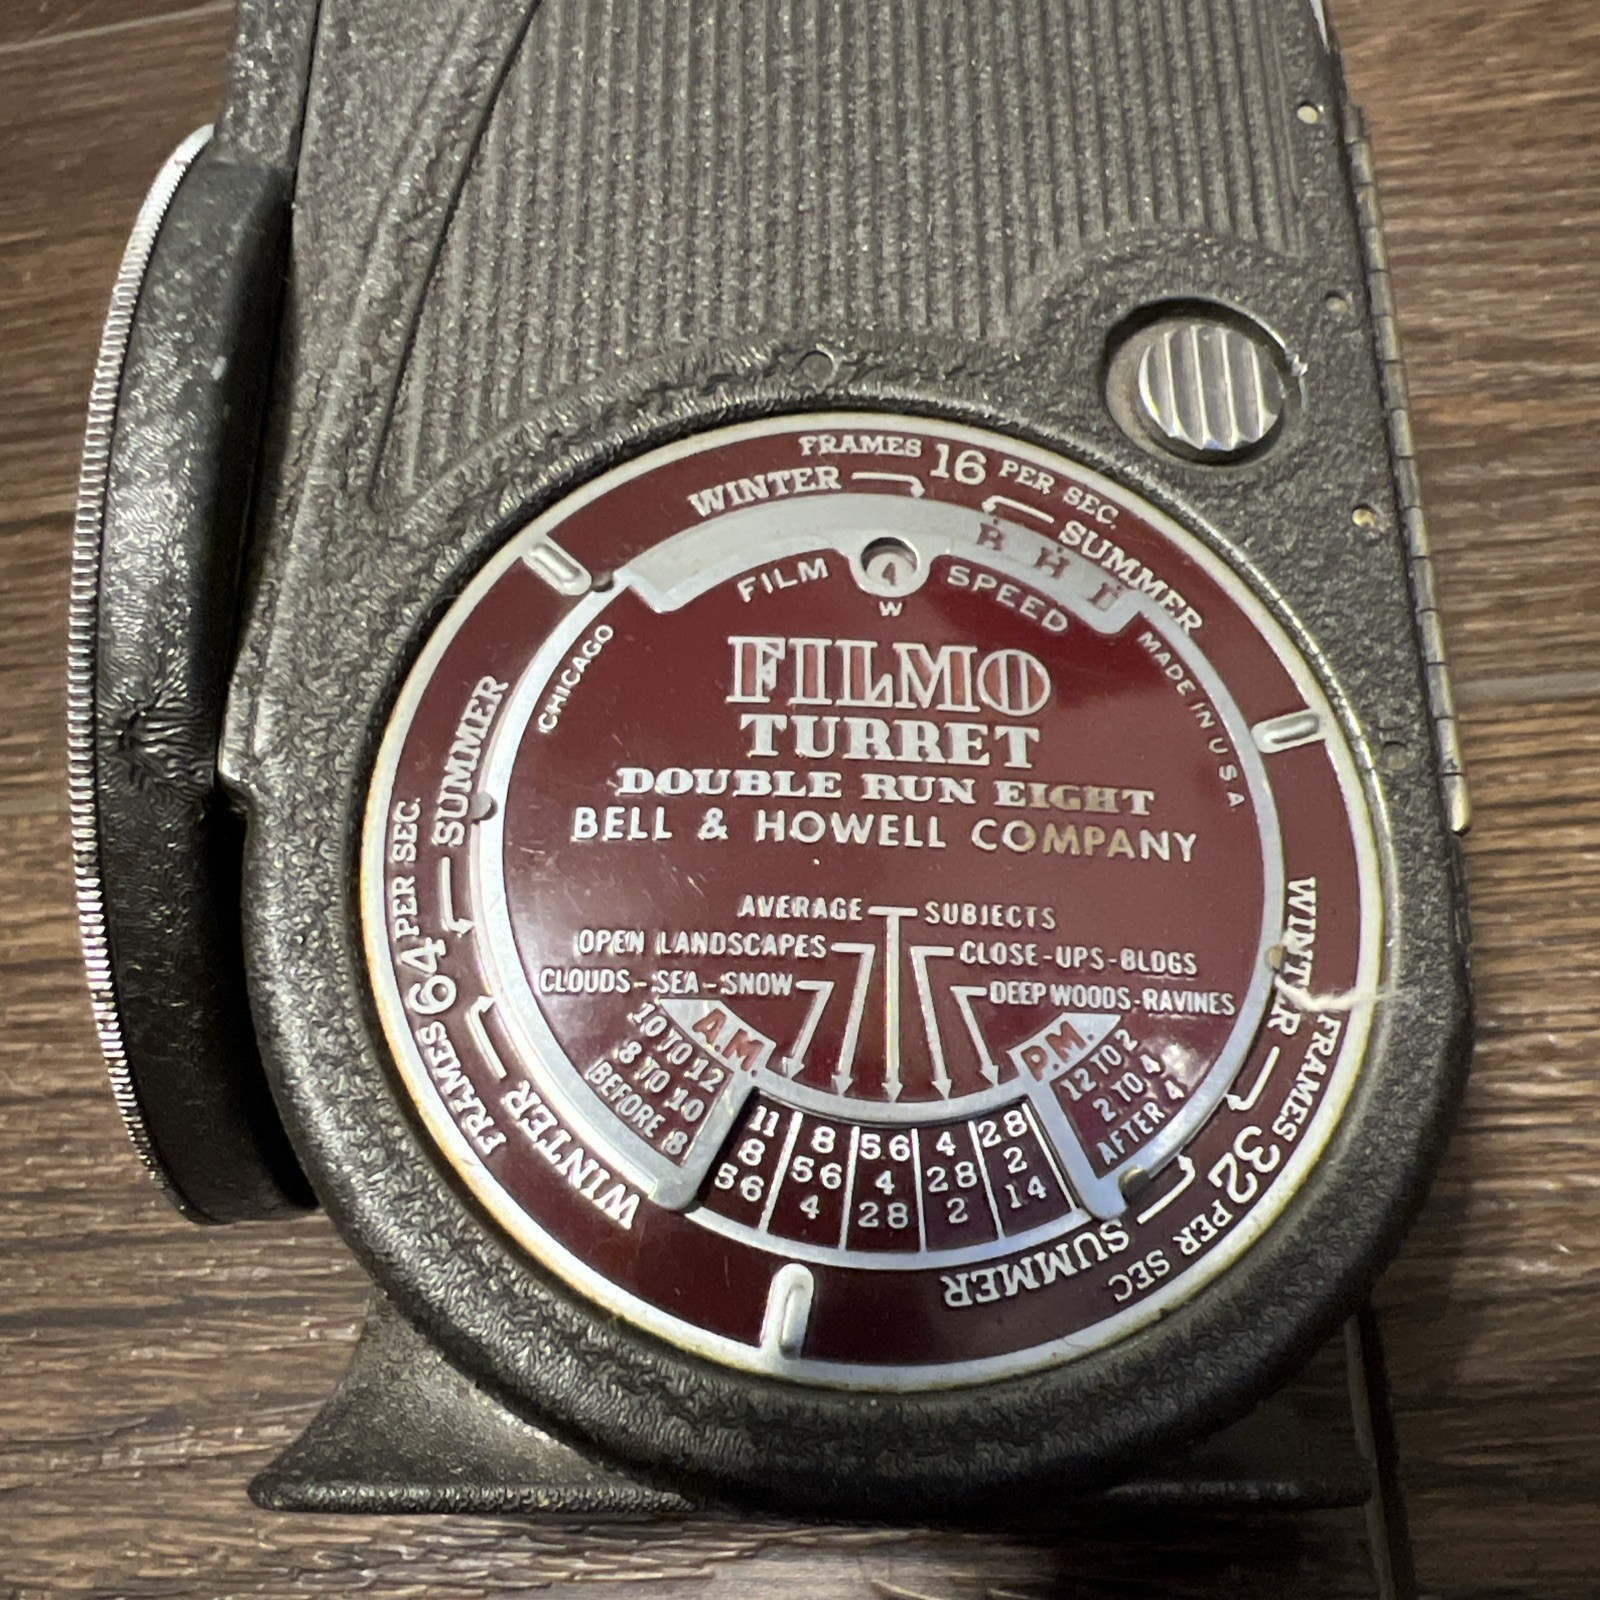 FRAMES 16 PER SEC.
WINTER
SUMMER
B H E
FILM 4 SPEED
W
CHICAGO
MADE IN U S A
FILMO
TURRET
DOUBLE RUN EIGHT
BELL & HOWELL COMPANY
AVERAGE SUBJECTS
OPEN LANDSCAPES
CLOSE-UPS-BLDGS
CLOUDS-SEA-SNOW
DEEP WOODS-RAVINES
A.M.
10 TO 12
8 TO 10
BEFORE 8
P.M.
12 TO 2
2 TO 4
AFTER 4
11 8 5 6 4 2 8
8 5 6 4 2 8 2
5 6 4 2 8 2 1 4
SUMMER
FRAMES 64 PER SEC.
WINTER
WINTER
FRAMES 32 PER SEC
SUMMER